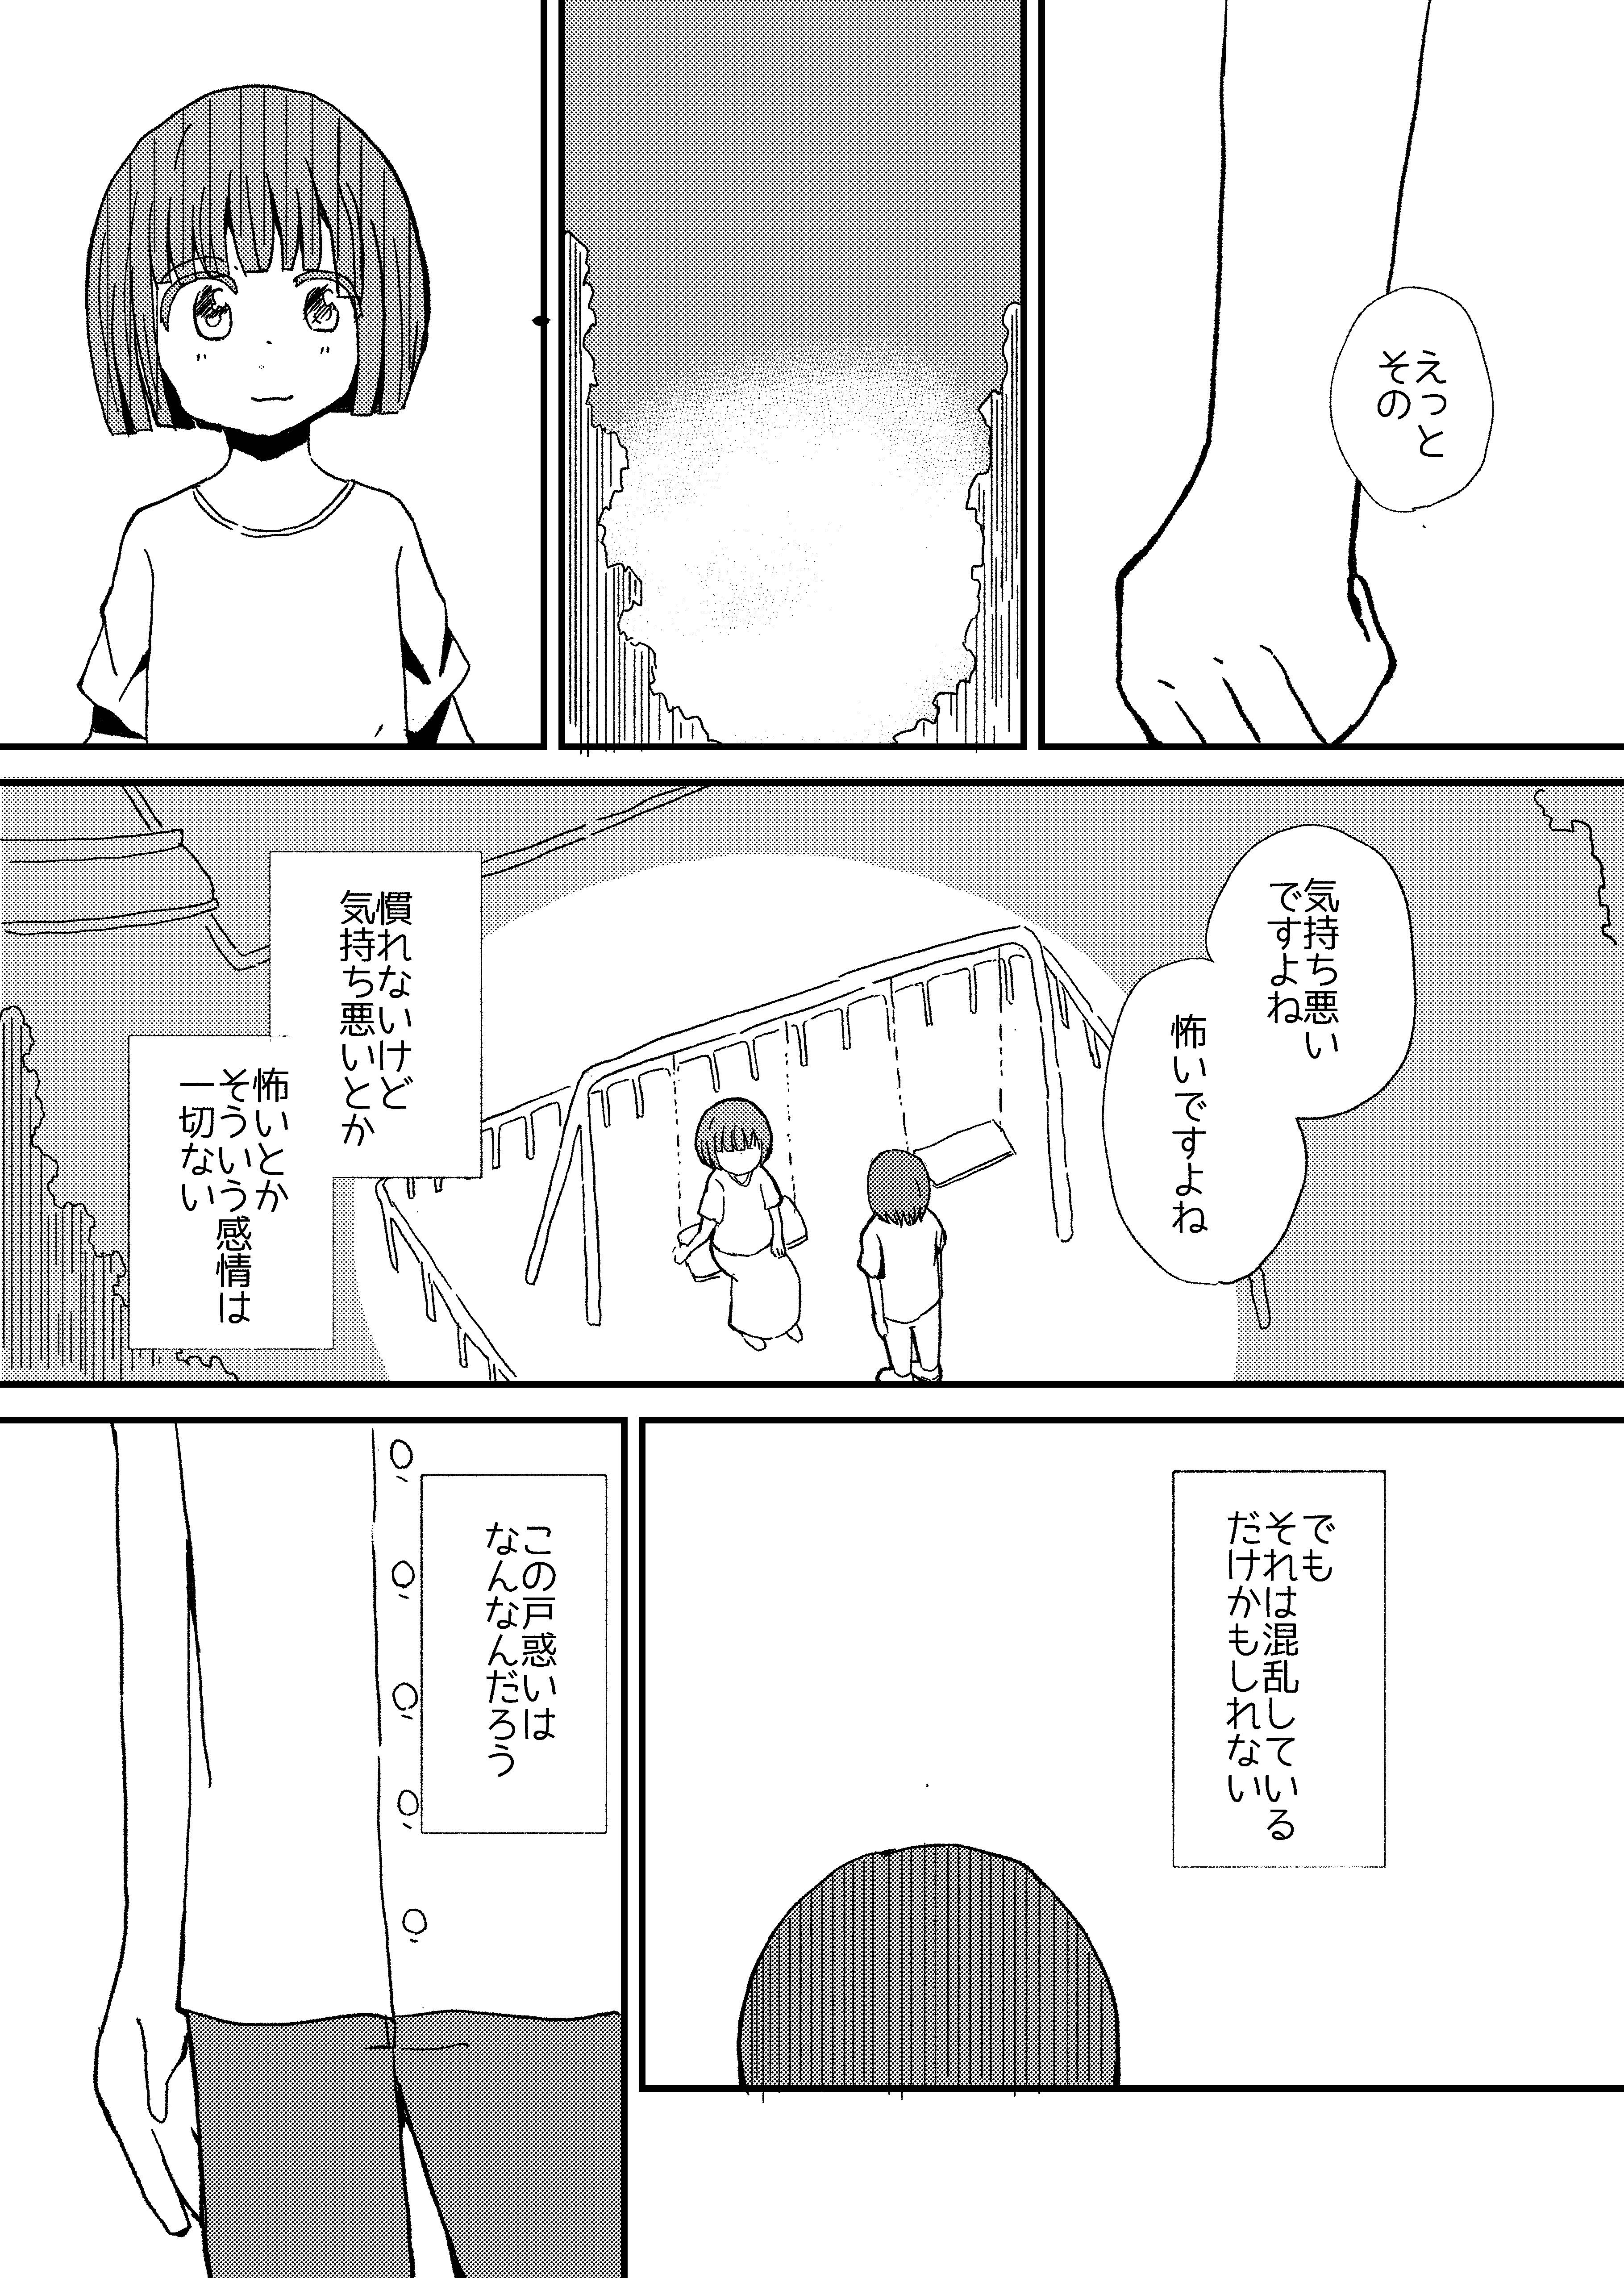 えっと
その
気持ち悪い
ですよね
怖いですよね
慣れないけど
気持ち悪いとか
怖いとか
そういう感情は
一切ない
でも
それは混乱している
だけかもしれない
この戸惑いは
なんなんだろう